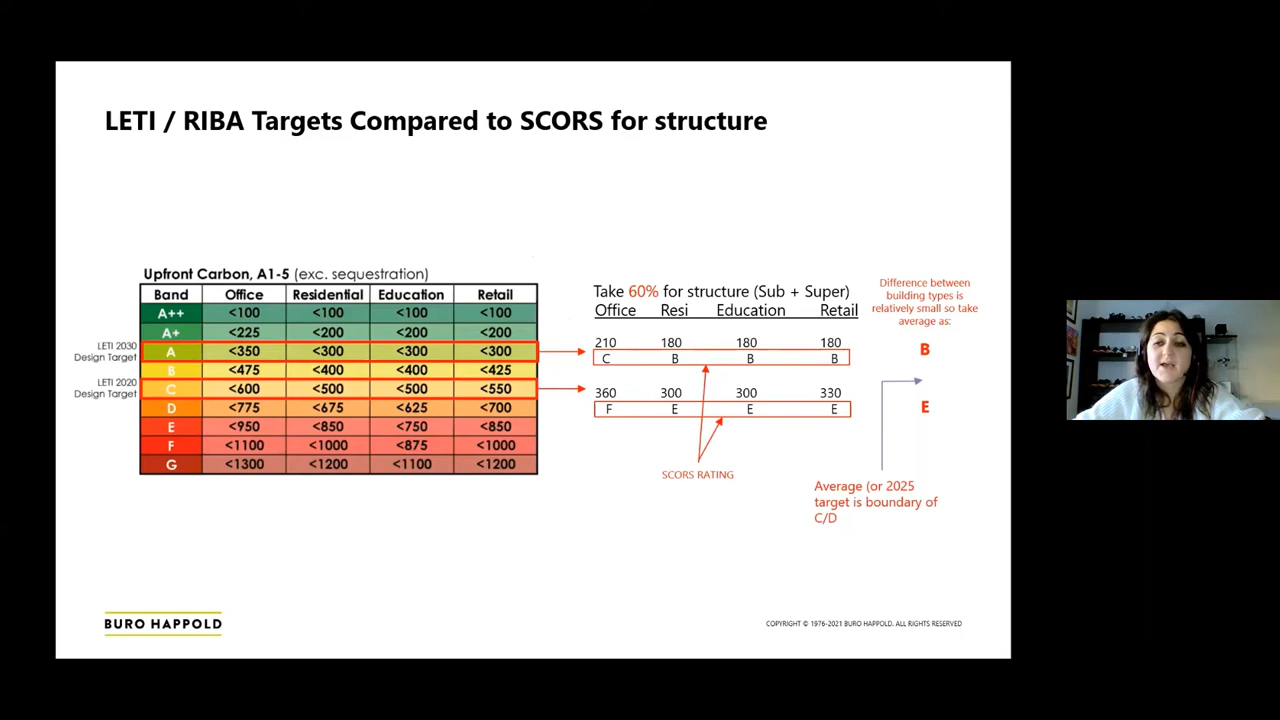 LETI / RIBA Targets Compared to SCORS for structure
Upfront Carbon, A1-5 (exc. sequestration)
Band Office Residential Education Retail
A++ <100 <100 <100 <100
A+ <225 <200 <200 <200
LETI 2030
Design Target
A <350 <300 <300 <300
B <475 <400 <400 <425
LETI 2020
Design Target
C <600 <500 <500 <550
D <775 <675 <625 <700
E <950 <850 <750 <850
F <1100 <1000 <875 <1000
G <1300 <1200 <1100 <1200
Take 60% for structure (Sub + Super)
Office Resi Education Retail
210 180 180 180
C B B B
360 300 300 330
F E E E
SCORS RATING
Difference between
building types is
relatively small so take
average as:
B
E
Average (or 2025
target is boundary of
C/D
BURO HAPPOLD
COPYRIGHT © 1976-2021 BURO HAPPOLD. ALL RIGHTS RESERVED